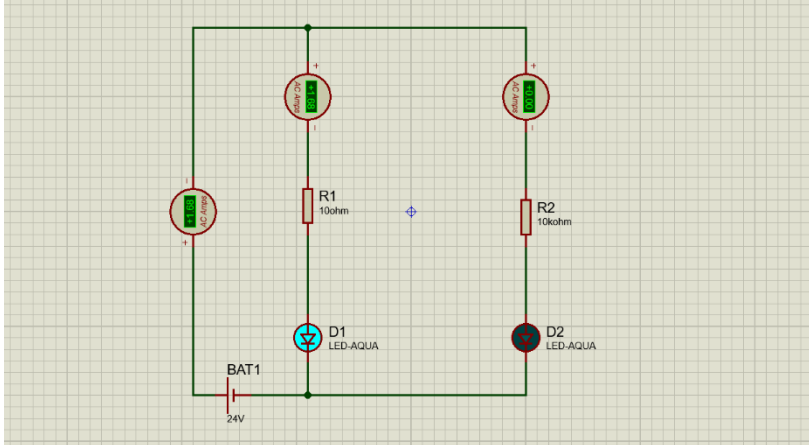 +
AC Amps
+1.68
−
+
AC Amps
+0.00
−
−
+1.68
AC Amps
+
R1
10ohm
R2
10kohm
D1
LED-AQUA
D2
LED-AQUA
BAT1
24V